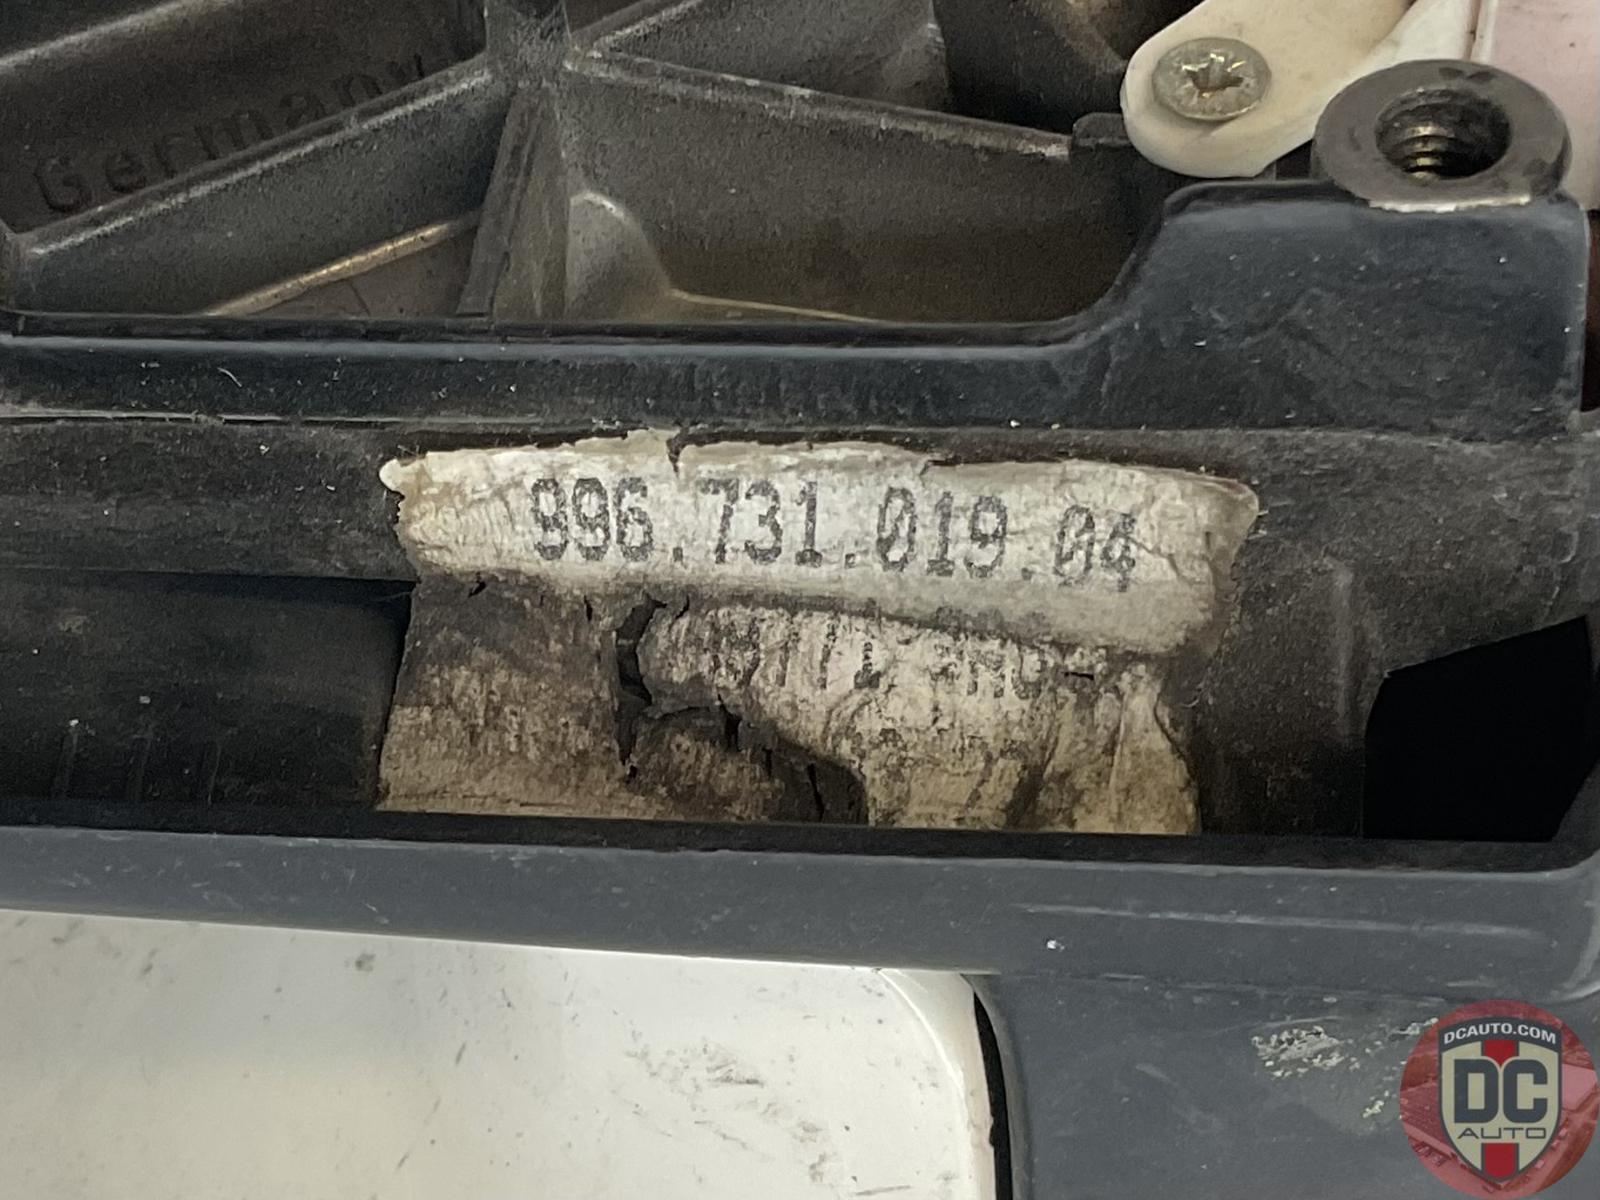 Germany
996.731.019.04
DCAUTO.COM
DC
AUTO